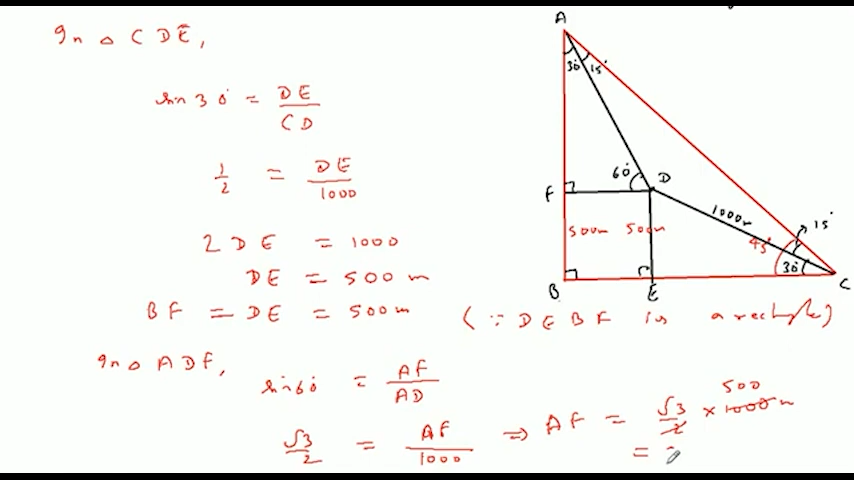 In △ CDE,
sin 30° = DE/CD
1/2 = DE/1000
2 DE = 1000
DE = 500 m
BF = DE = 500 m (∵ DEBF is a rectangle)
In △ ADF,
sin 60° = AF/AD
√3/2 = AF/1000 ⇒ AF = √3/2 × 1000 m
500
=
A
30° 15°
60° D
F
1000 m
15°
500m 500m
45°
30°
B E C